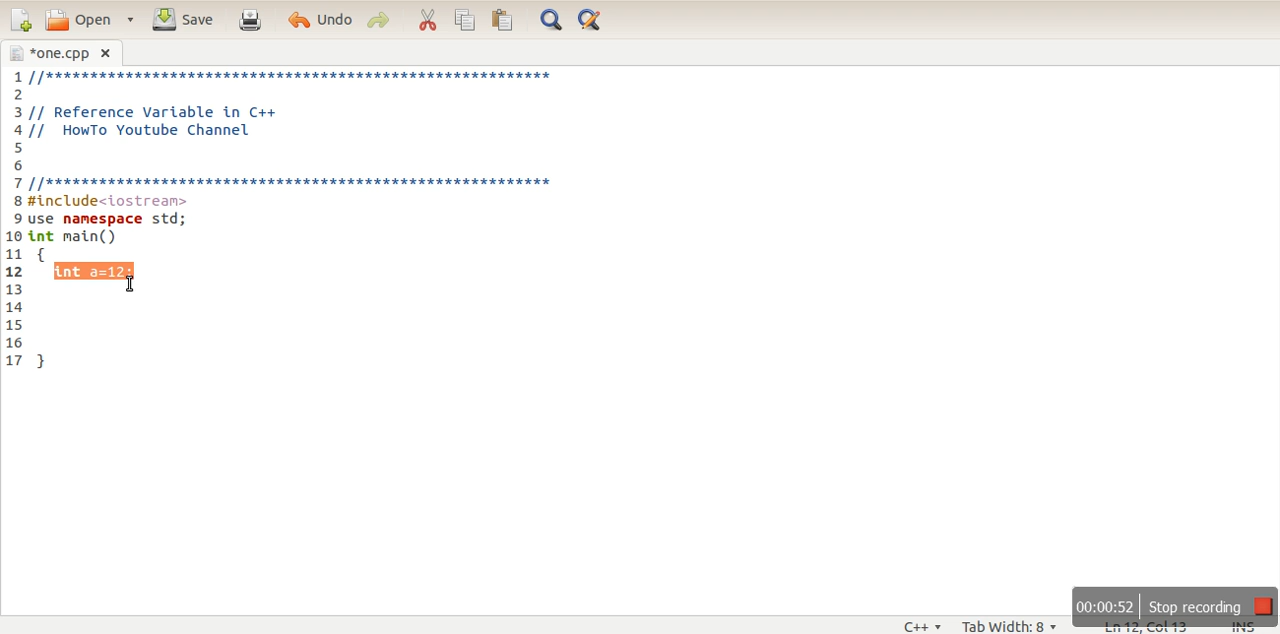 Open Save Undo
*one.cpp ×
1 //*********************************************************
2
3 // Reference Variable in C++
4 //  HowTo Youtube Channel
5
6
7 //*********************************************************
8 #include<iostream>
9 use namespace std;
10 int main()
11 {
12 int a=12;
13
14
15
16
17 }
00:00:52 Stop recording
C++ Tab Width: 8 Ln 12, Col 13 INS